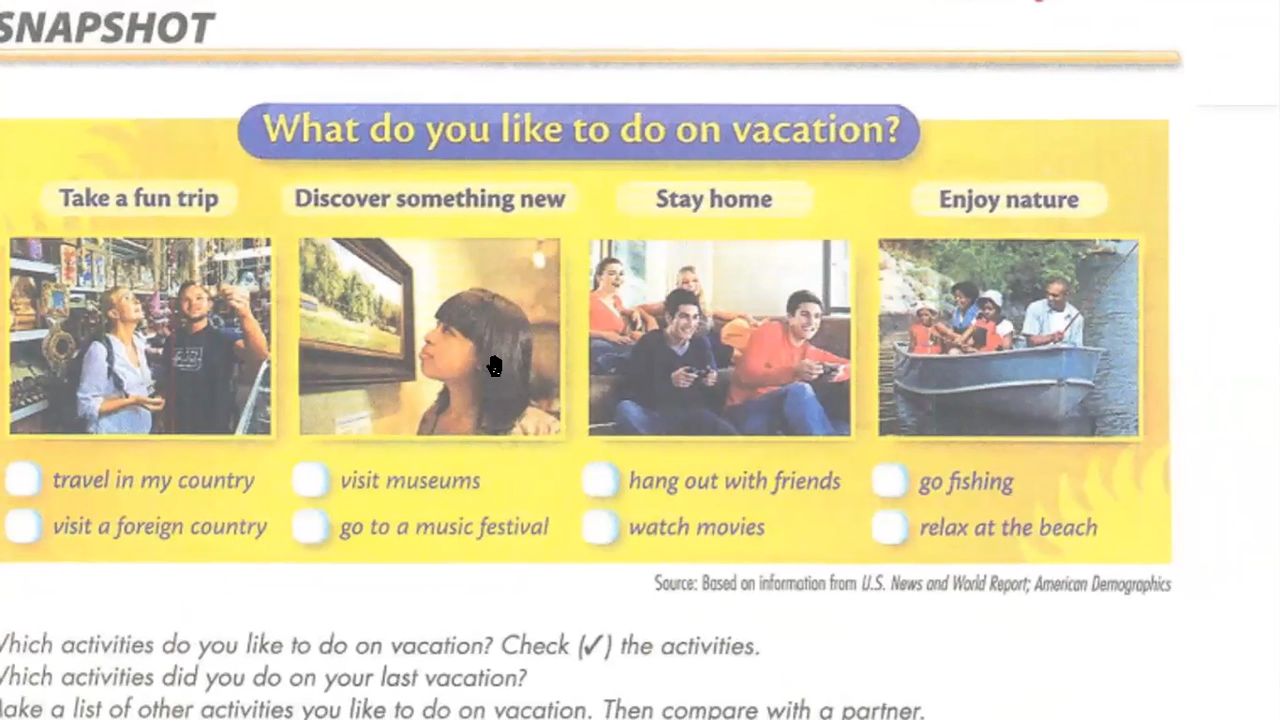 SNAPSHOT
What do you like to do on vacation?
Take a fun trip
Discover something new
Stay home
Enjoy nature
travel in my country
visit a foreign country
visit museums
go to a music festival
hang out with friends
watch movies
go fishing
relax at the beach
Source: Based on information from U.S. News and World Report; American Demographics
Which activities do you like to do on vacation? Check (✓) the activities.
Which activities did you do on your last vacation?
Make a list of other activities you like to do on vacation. Then compare with a partner.